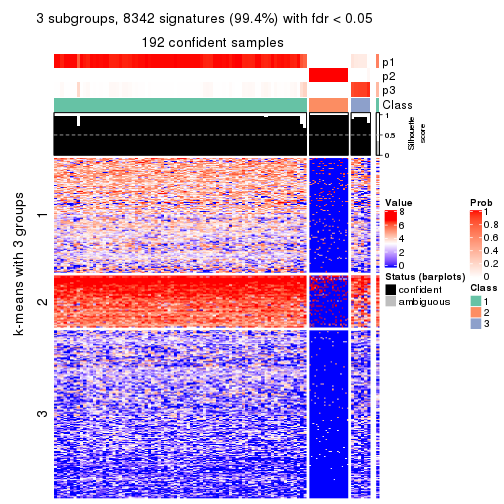 3 subgroups, 8342 signatures (99.4%) with fdr < 0.05
192 confident samples
p1
p2
p3
Class
1
0.5
0
Silhouette
score
k-means with 3 groups
1
2
3
Value
8
6
4
2
0
Status (barplots)
confident
ambiguous
Prob
1
0.8
0.6
0.4
0.2
0
Class
1
2
3